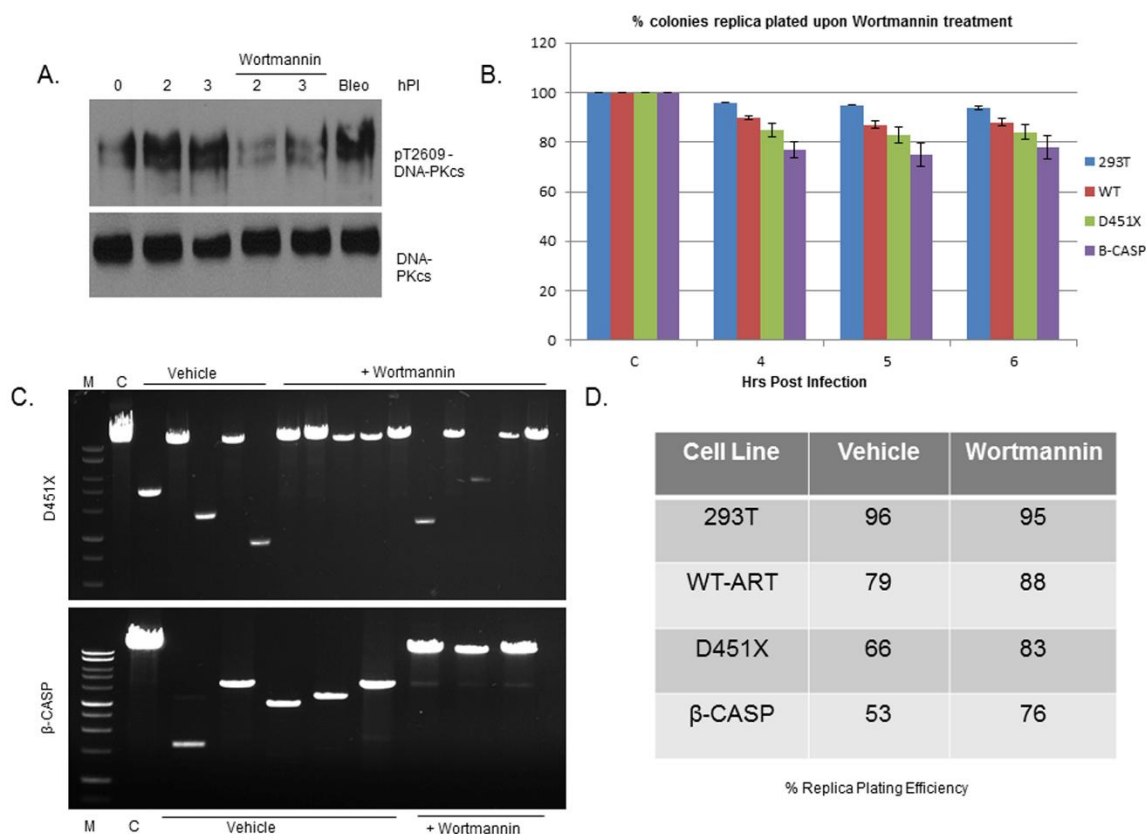 A.
Wortmannin
0 2 3 2 3 Bleo hPI
pT2609-
DNA-PKcs
DNA-
PKcs
B.
% colonies replica plated upon Wortmannin treatment
120
100
80
60
40
20
0
C 4 5 6
Hrs Post Infection
293T
WT
D451X
B-CASP
C.
M C Vehicle + Wortmannin
D451X
β-CASP
M C Vehicle + Wortmannin
D.
Cell Line Vehicle Wortmannin
293T 96 95
WT-ART 79 88
D451X 66 83
β-CASP 53 76
% Replica Plating Efficiency